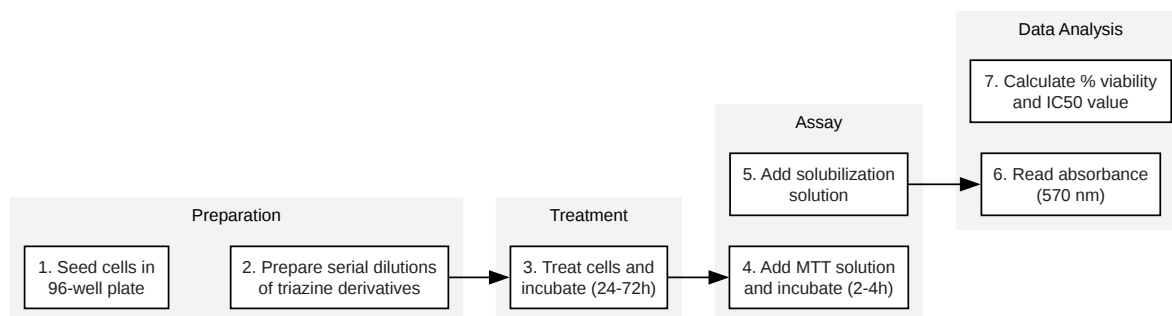 Preparation
1. Seed cells in
96-well plate
2. Prepare serial dilutions
of triazine derivatives
Treatment
3. Treat cells and
incubate (24-72h)
Assay
4. Add MTT solution
and incubate (2-4h)
5. Add solubilization
solution
Data Analysis
6. Read absorbance
(570 nm)
7. Calculate % viability
and IC50 value